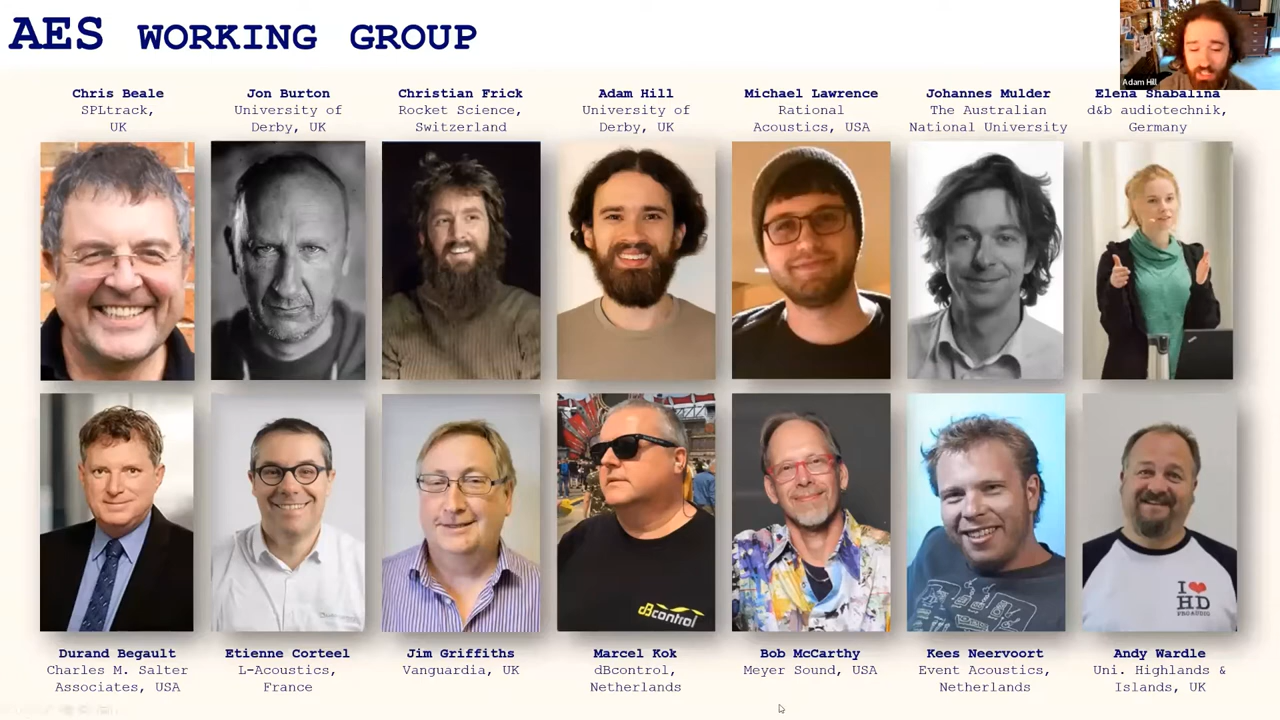 AES WORKING GROUP
Adam Hill
Chris Beale
SPLtrack,
UK
Jon Burton
University of
Derby, UK
Christian Frick
Rocket Science,
Switzerland
Adam Hill
University of
Derby, UK
Michael Lawrence
Rational
Acoustics, USA
Johannes Mulder
The Australian
National University
Elena Shabalina
d&b audiotechnik,
Germany
dBcontrol
I ❤
HD
PRO AUDIO
Durand Begault
Charles M. Salter
Associates, USA
Etienne Corteel
L-Acoustics,
France
Jim Griffiths
Vanguardia, UK
Marcel Kok
dBcontrol,
Netherlands
Bob McCarthy
Meyer Sound, USA
Kees Neervoort
Event Acoustics,
Netherlands
Andy Wardle
Uni. Highlands &
Islands, UK